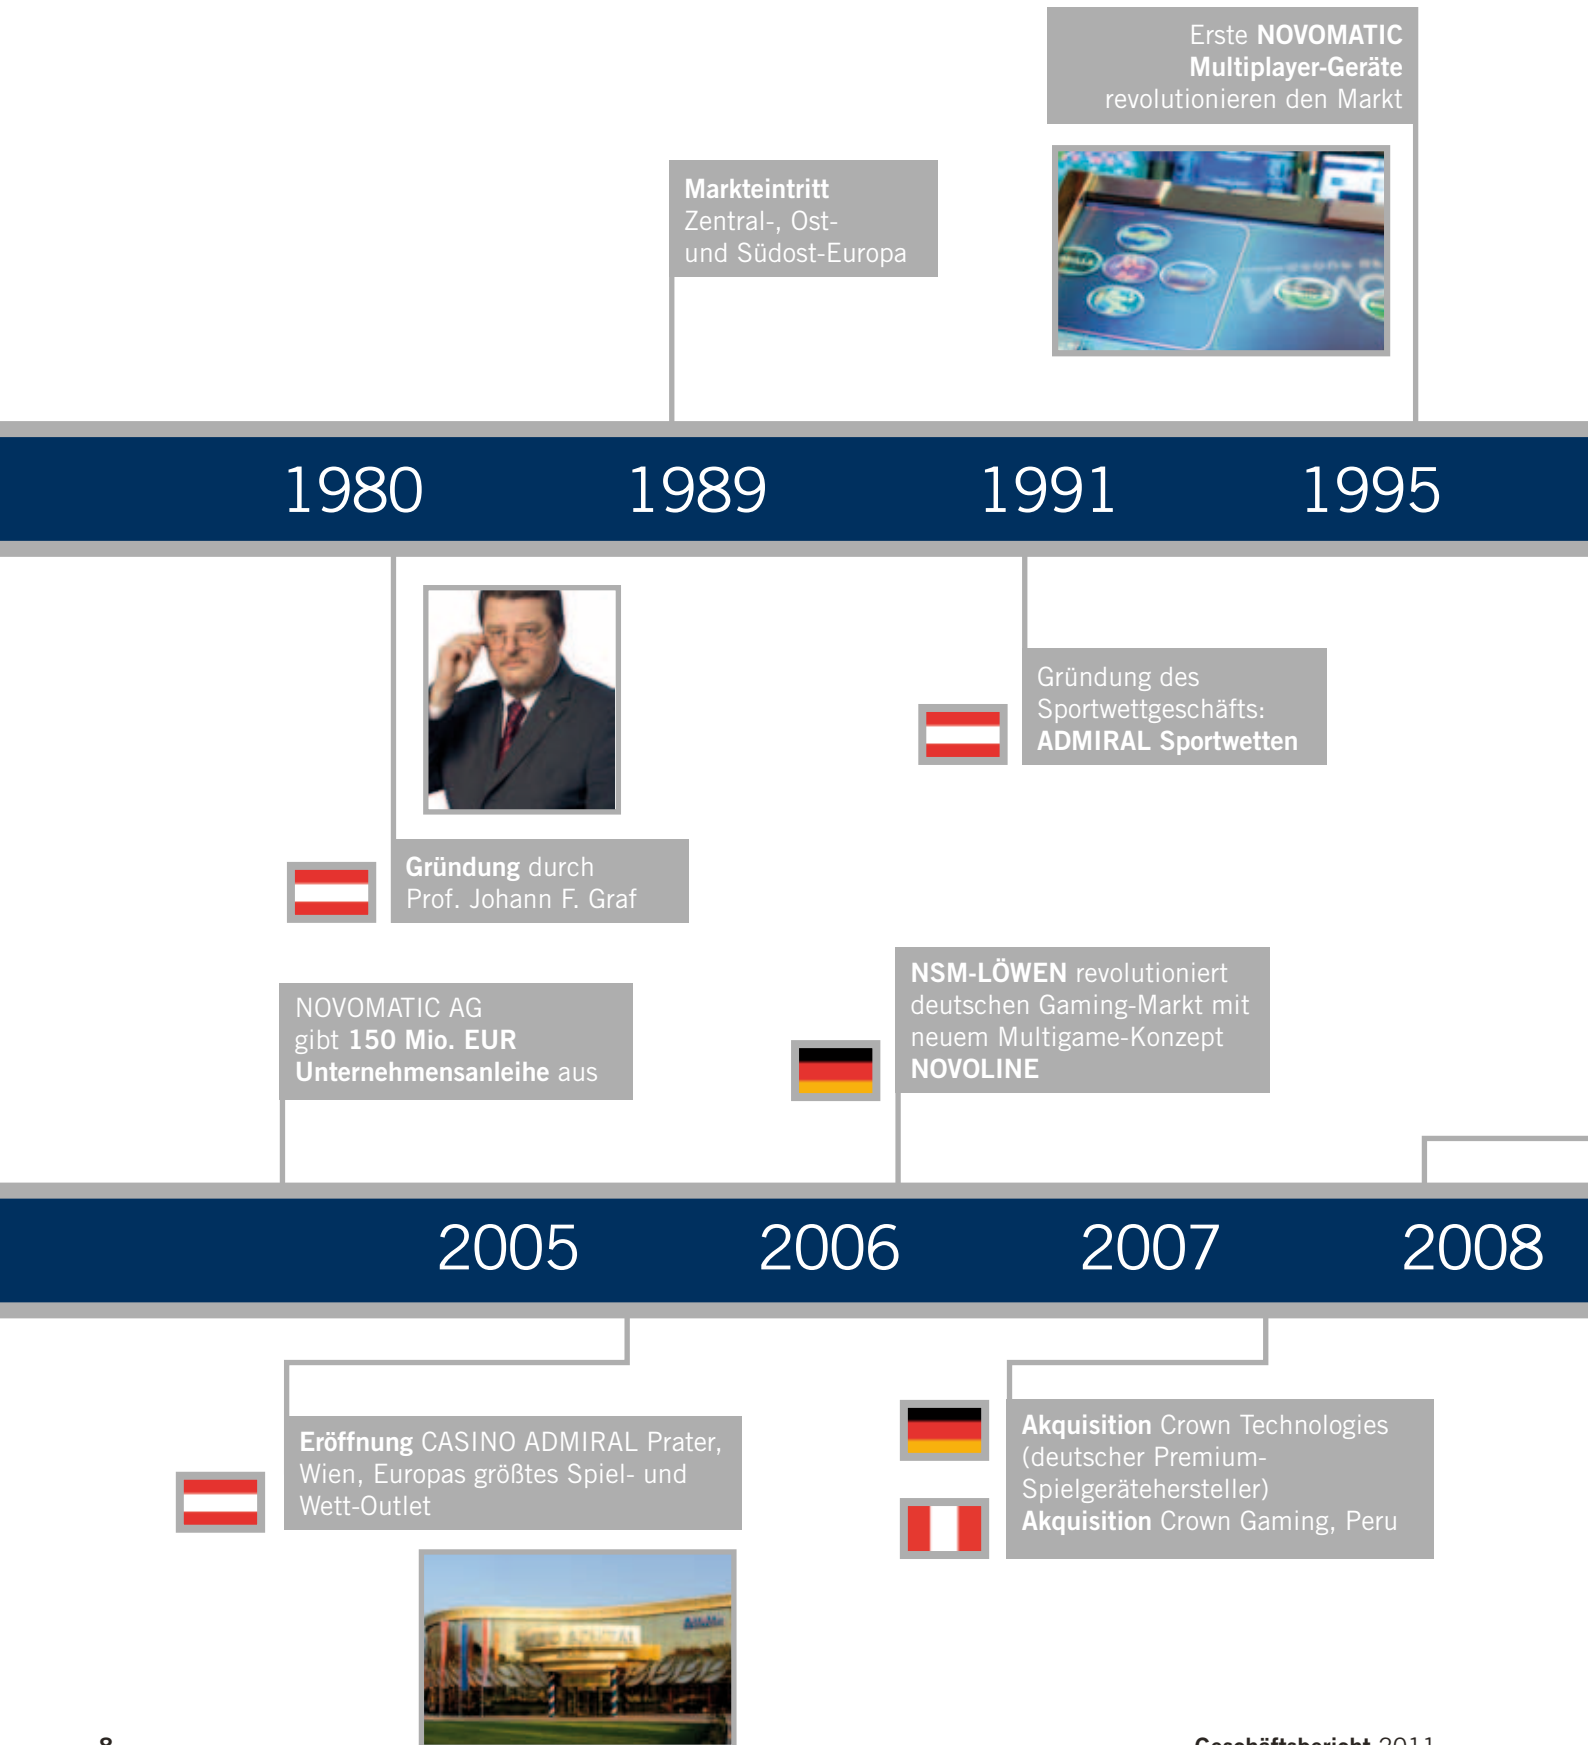 Erste NOVOMATIC
Multiplayer-Geräte
revolutionieren den Markt
Markteintritt
Zentral-, Ost-
und Südost-Europa
1980 1989 1991 1995
Gründung des
Sportwettgeschäfts:
ADMIRAL Sportwetten
Gründung durch
Prof. Johann F. Graf
NOVOMATIC AG
gibt 150 Mio. EUR
Unternehmensanleihe aus
NSM-LÖWEN revolutioniert
deutschen Gaming-Markt mit
neuem Multigame-Konzept
NOVOLINE
2005 2006 2007 2008
Eröffnung CASINO ADMIRAL Prater,
Wien, Europas größtes Spiel- und
Wett-Outlet
Akquisition Crown Technologies
(deutscher Premium-
Spielgerätehersteller)
Akquisition Crown Gaming, Peru
8
Geschäftsbericht 2011